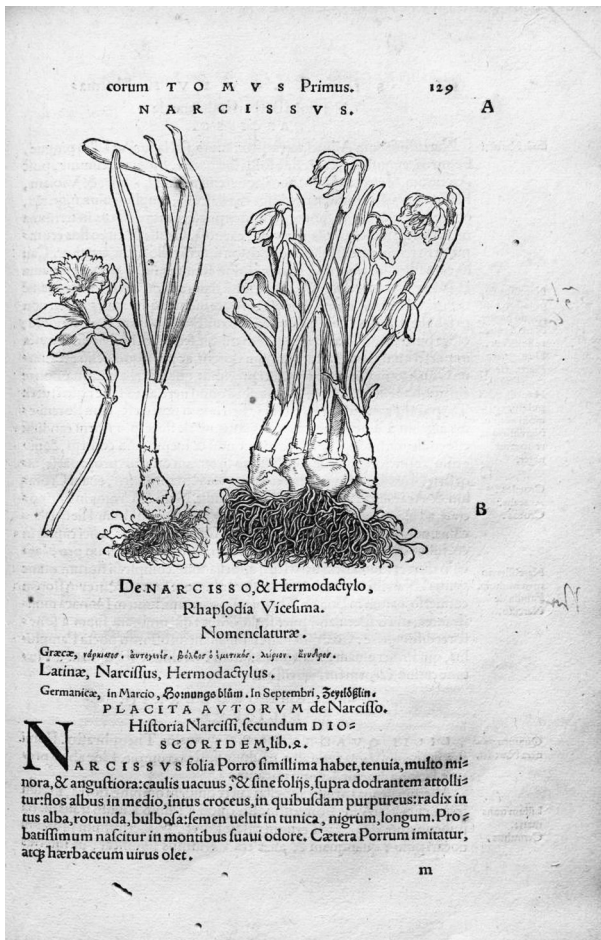 corum TOMVS Primus. 129
NARCISSVS. A
B
De NARCISSO, & Hermodactylo,
Rhapsodia Vicesima.
Nomenclaturæ.
Græcæ, νάρκισσος.
Latinæ, Narcissus, Hermodactylus.
Germanicæ, in Marcio, Hornungsblům. In Septembri, Zeytlößlin.
PLACITA AVTORVM de Narcisso.
Historia Narcissi, secundum DIO=
SCORIDEM, lib.
NARCISSVS folia Porro simillima habet, tenuia, multo mi=
nora, & angustiora: caulis uacuus, & sine folijs, supra dodrantem attolli=
tur: flos albus in medio, intus croceus, in quibusdam purpureus: radix in
tus alba, rotunda, bulbosa: semen uelut in tunica, nigrum, longum. Pro=
batissimum nascitur in montibus suaui odore. Cætera Porrum imitatur,
atq; hærbaceum uirus olet.
m